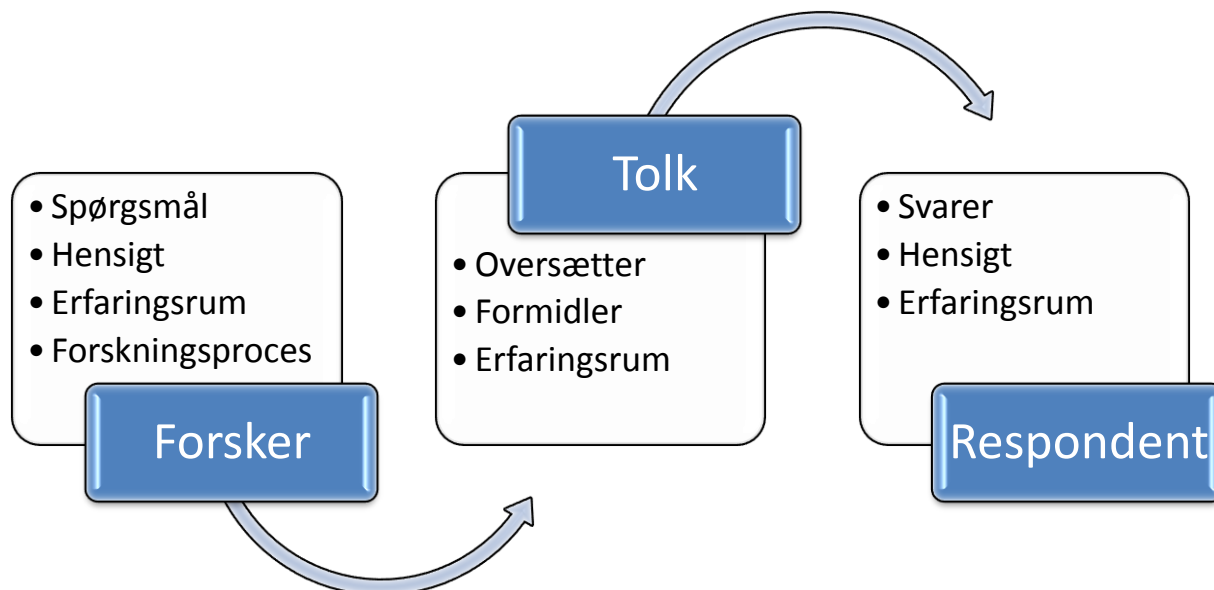 • Spørgsmål
• Hensigt
• Erfaringsrum
• Forskningsproces
Forsker
Tolk
• Oversætter
• Formidler
• Erfaringsrum
• Svarer
• Hensigt
• Erfaringsrum
Respondent